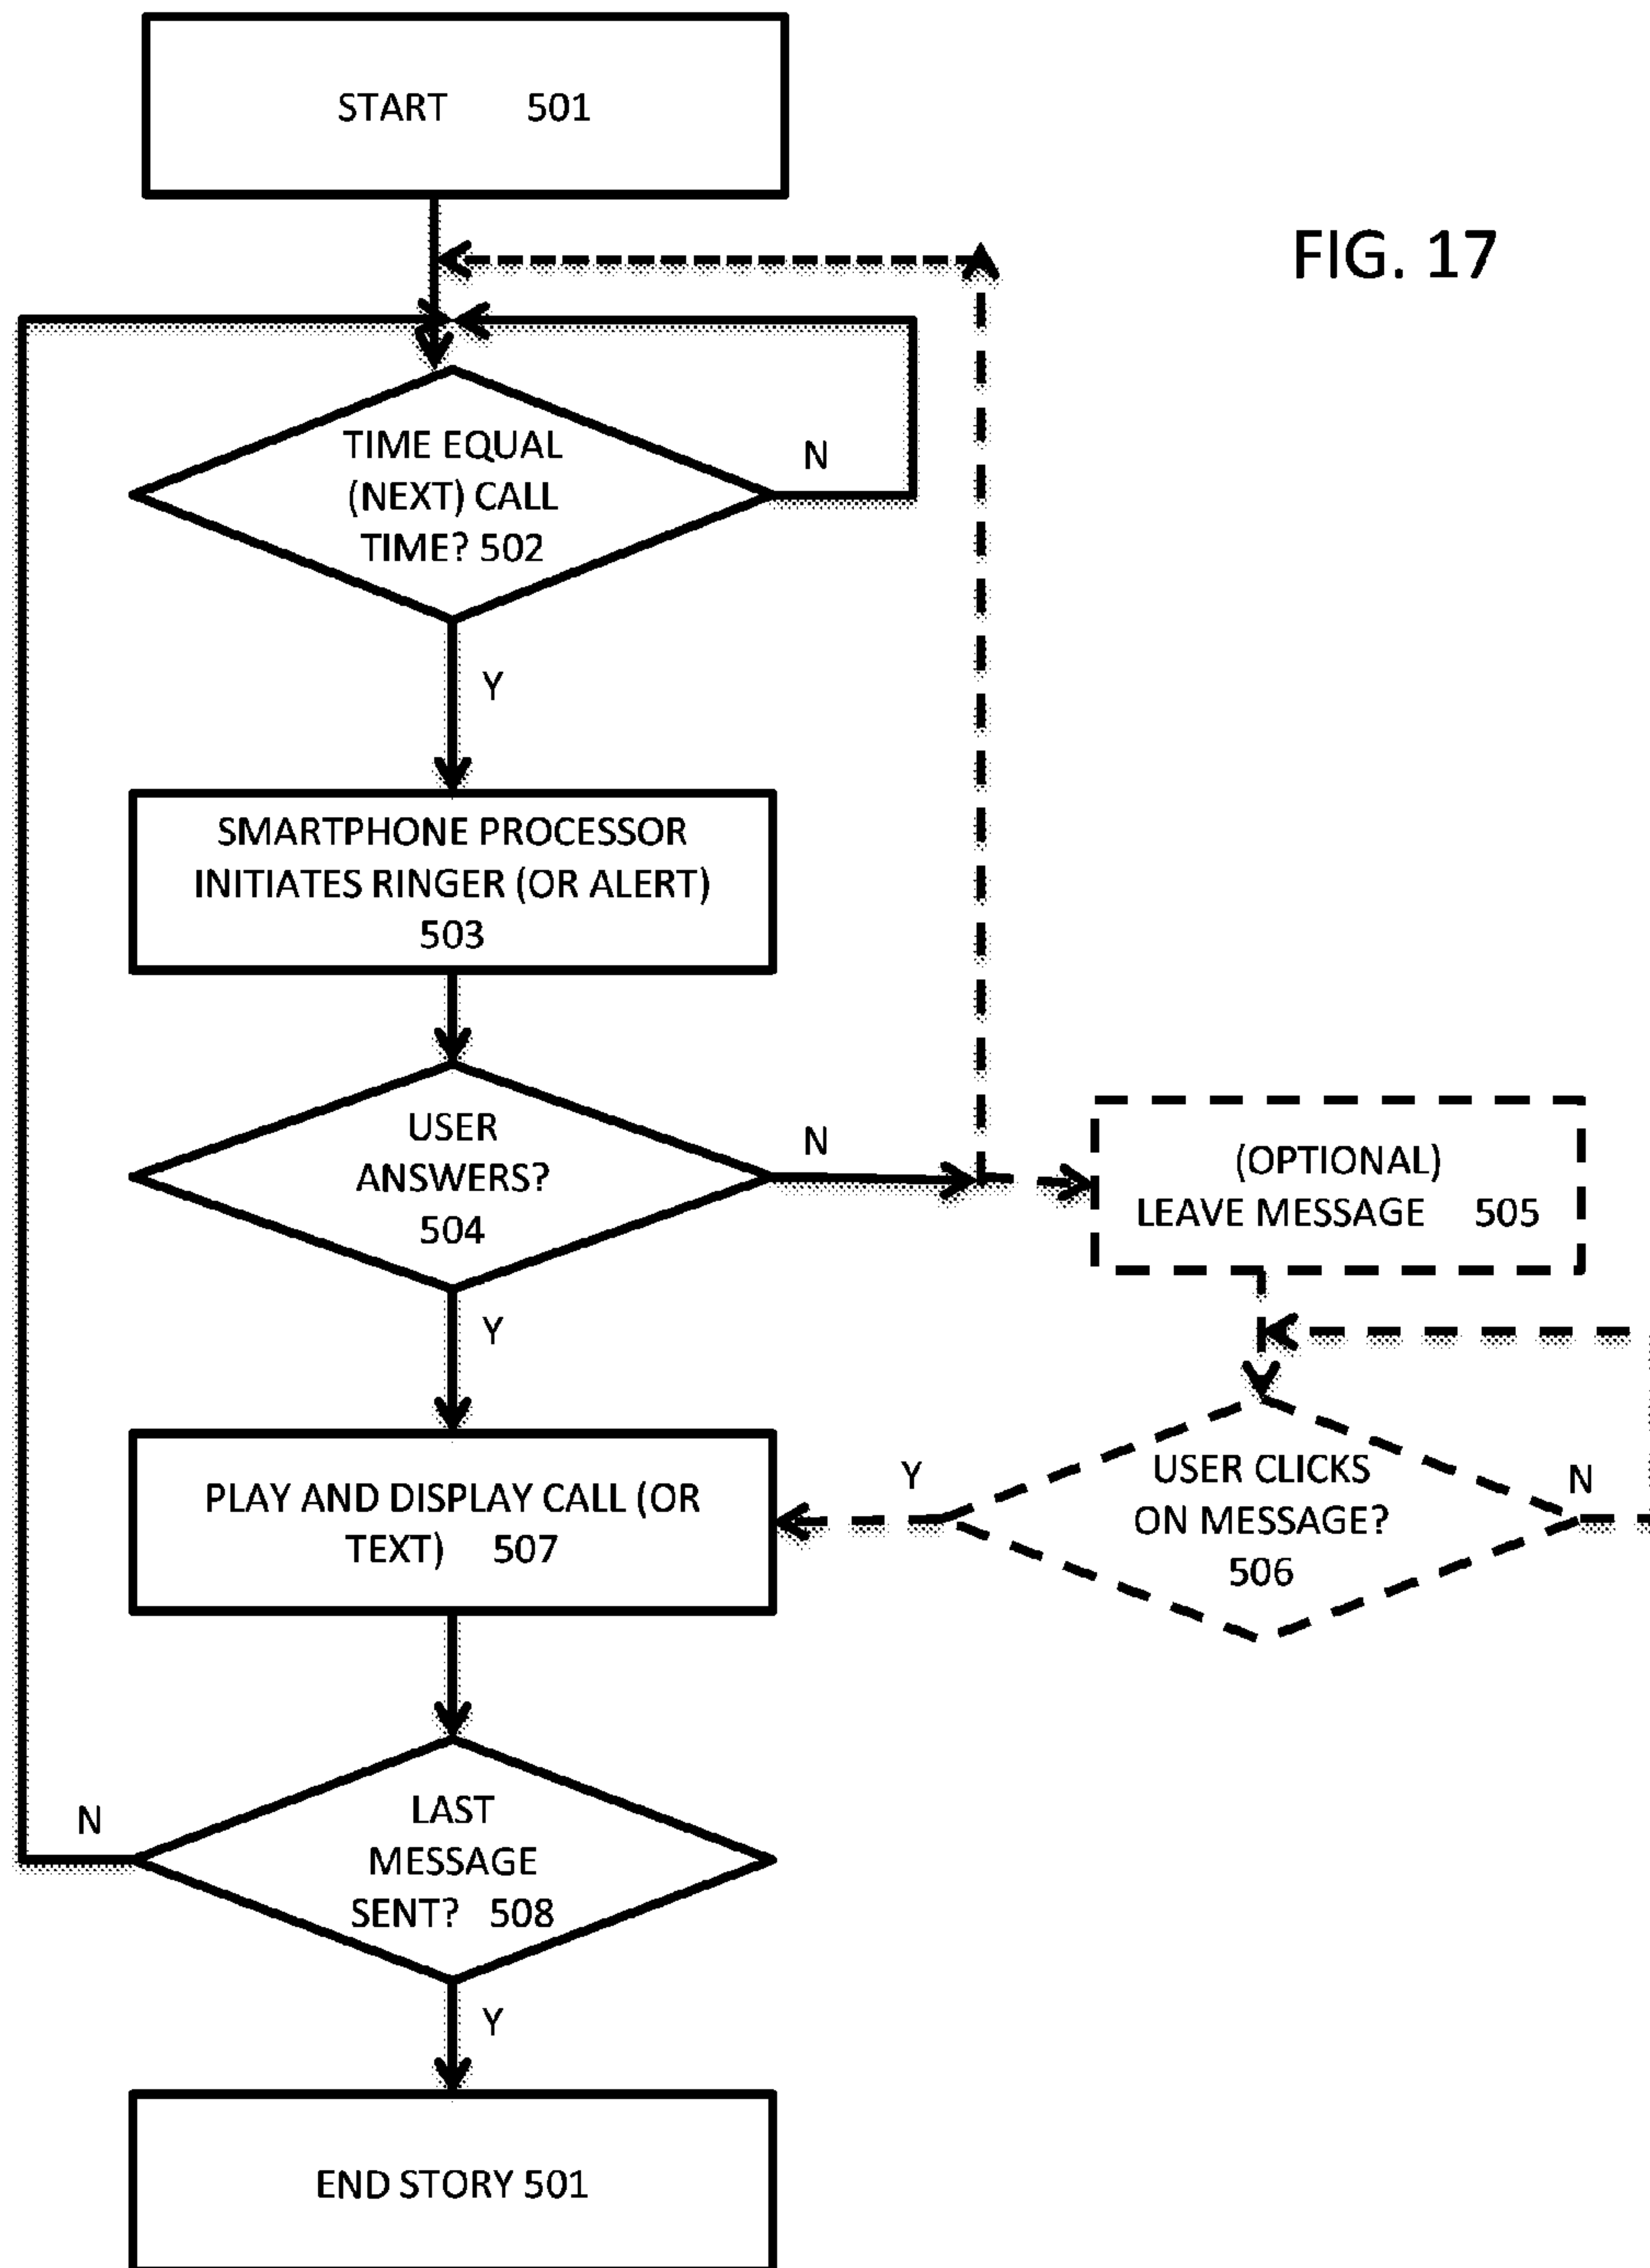 START 501
FIG. 17
TIME EQUAL
(NEXT) CALL
TIME? 502
N
Y
SMARTPHONE PROCESSOR
INITIATES RINGER (OR ALERT)
503
USER
ANSWERS?
504
N
(OPTIONAL)
LEAVE MESSAGE 505
Y
PLAY AND DISPLAY CALL (OR
TEXT) 507
Y
USER CLICKS
ON MESSAGE?
506
N
LAST
MESSAGE
SENT? 508
N
Y
END STORY 501